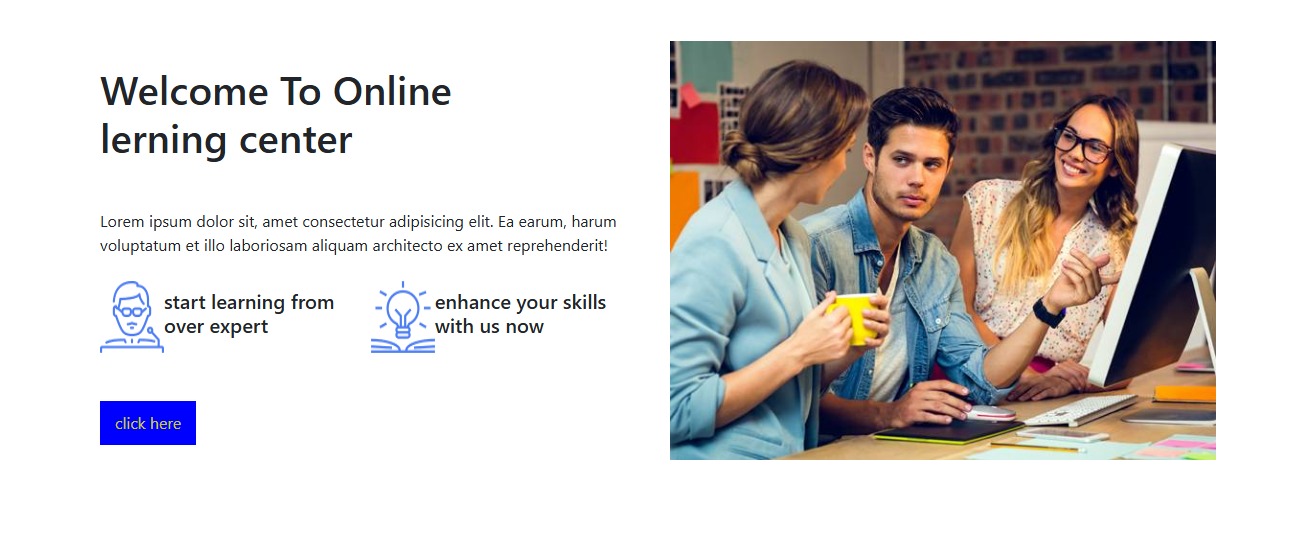 Welcome To Online
lerning center
Lorem ipsum dolor sit, amet consectetur adipisicing elit. Ea earum, harum
voluptatum et illo laboriosam aliquam architecto ex amet reprehenderit!
start learning from
over expert
enhance your skills
with us now
click here